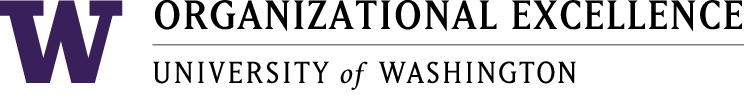 W
ORGANIZATIONAL EXCELLENCE
UNIVERSITY of WASHINGTON